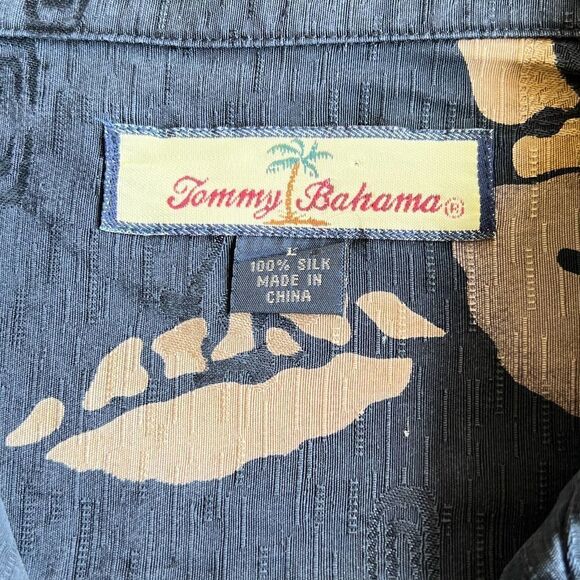 Tommy Bahama®
L
100% SILK
MADE IN
CHINA